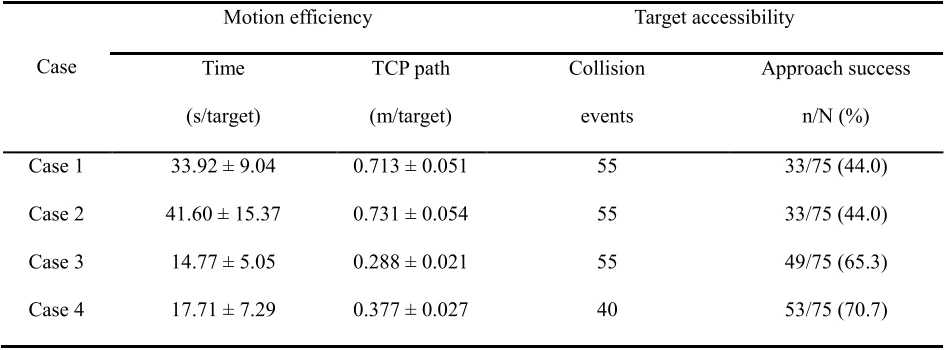 Motion efficiency Target accessibility
Case Time TCP path Collision Approach success
(s/target) (m/target) events n/N (%)
Case 1 33.92 ± 9.04 0.713 ± 0.051 55 33/75 (44.0)
Case 2 41.60 ± 15.37 0.731 ± 0.054 55 33/75 (44.0)
Case 3 14.77 ± 5.05 0.288 ± 0.021 55 49/75 (65.3)
Case 4 17.71 ± 7.29 0.377 ± 0.027 40 53/75 (70.7)